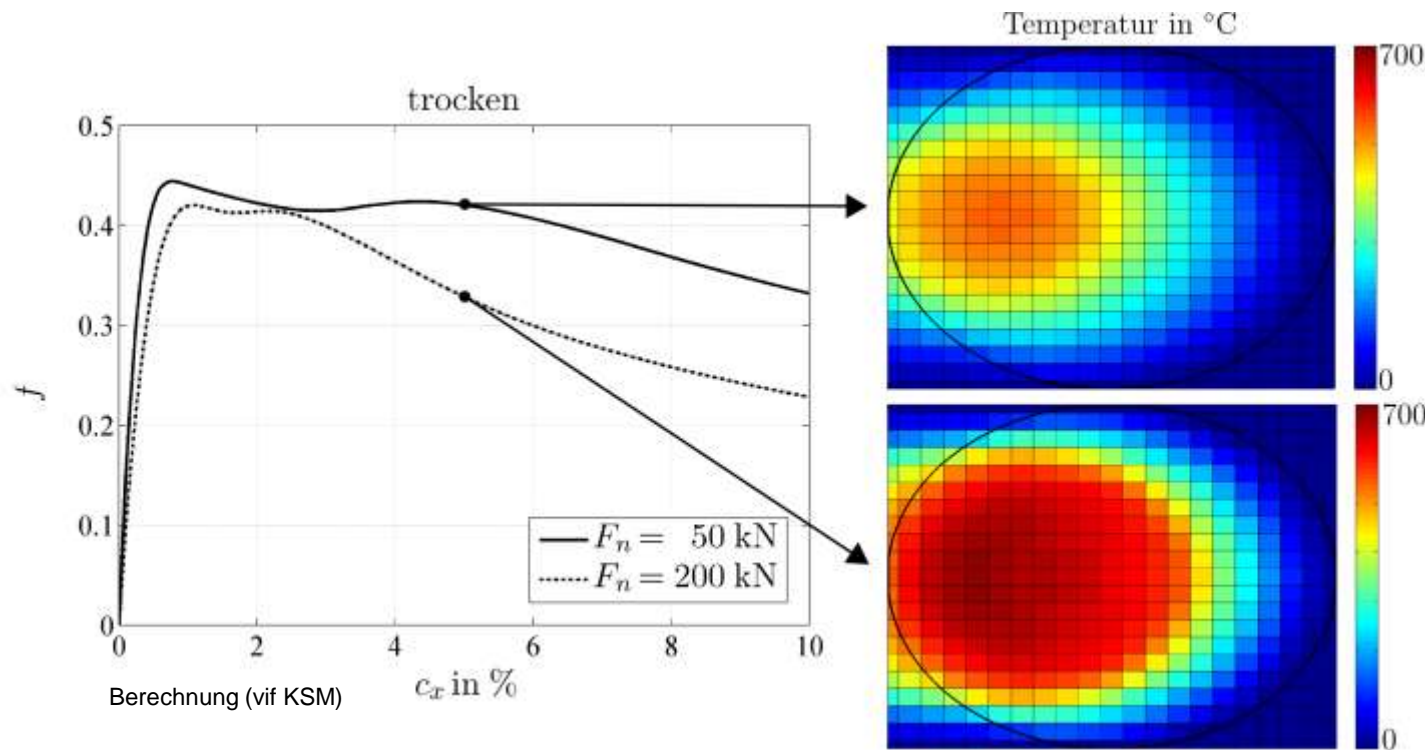 Temperatur in °C
trocken
0.5
0.4
0.3
0.2
0.1
0
f
0
2
4
6
8
10
c_x in %
F_n = 50 kN
F_n = 200 kN
Berechnung (vif KSM)
700
0
700
0